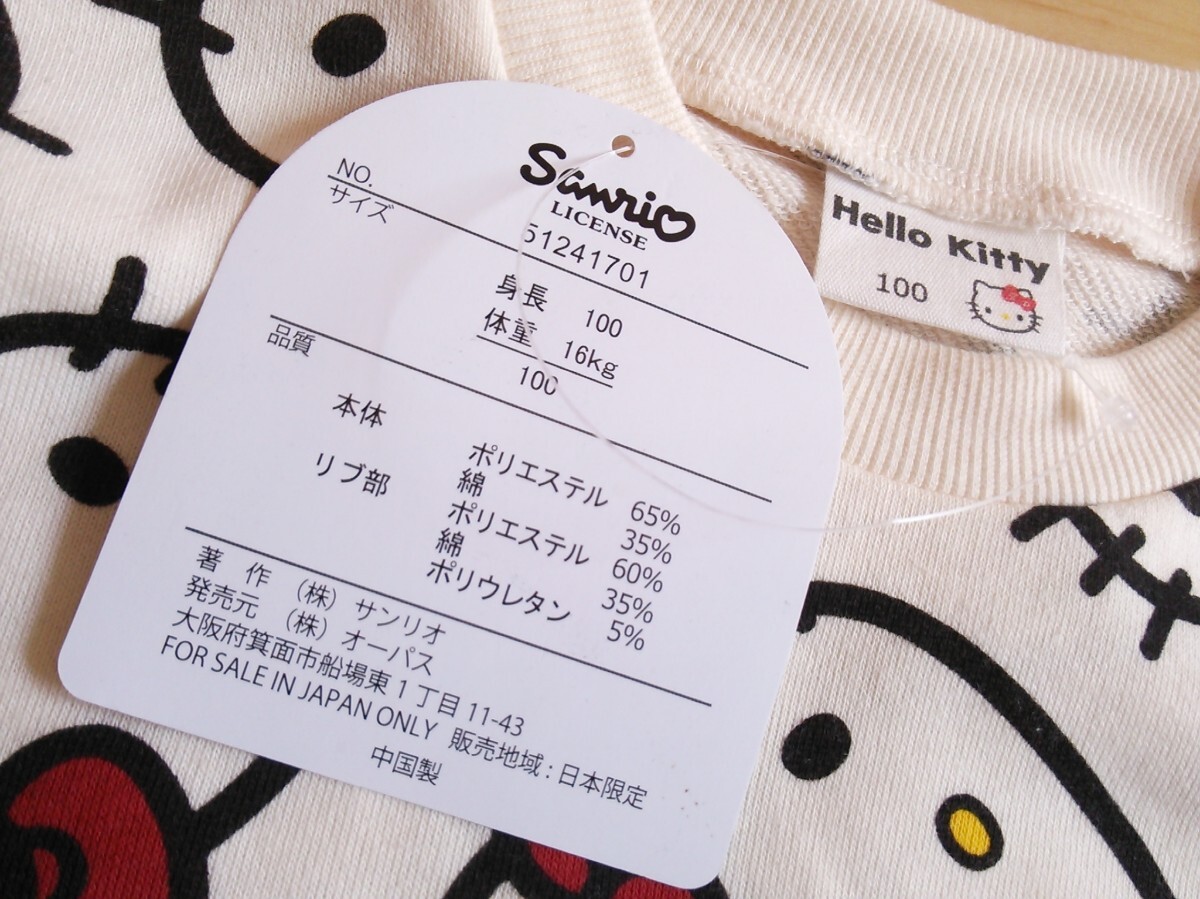 Sanrio
LICENSE
NO. 51241701
サイズ
身長 100
体重 16kg
100
品質
本体 ポリエステル 65%
綿 35%
リブ部 ポリエステル 60%
綿 35%
ポリウレタン 5%
著 作 (株) サンリオ
発売元 (株) オーパス
大阪府箕面市船場東1丁目11-43
FOR SALE IN JAPAN ONLY 販売地域:日本限定
中国製
Hello Kitty
100